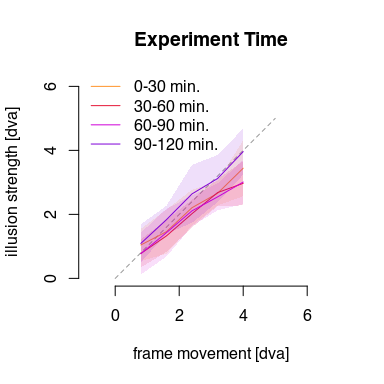 Experiment Time
0-30 min.
30-60 min.
60-90 min.
90-120 min.
illusion strength [dva]
6
4
2
0
0 2 4 6
frame movement [dva]